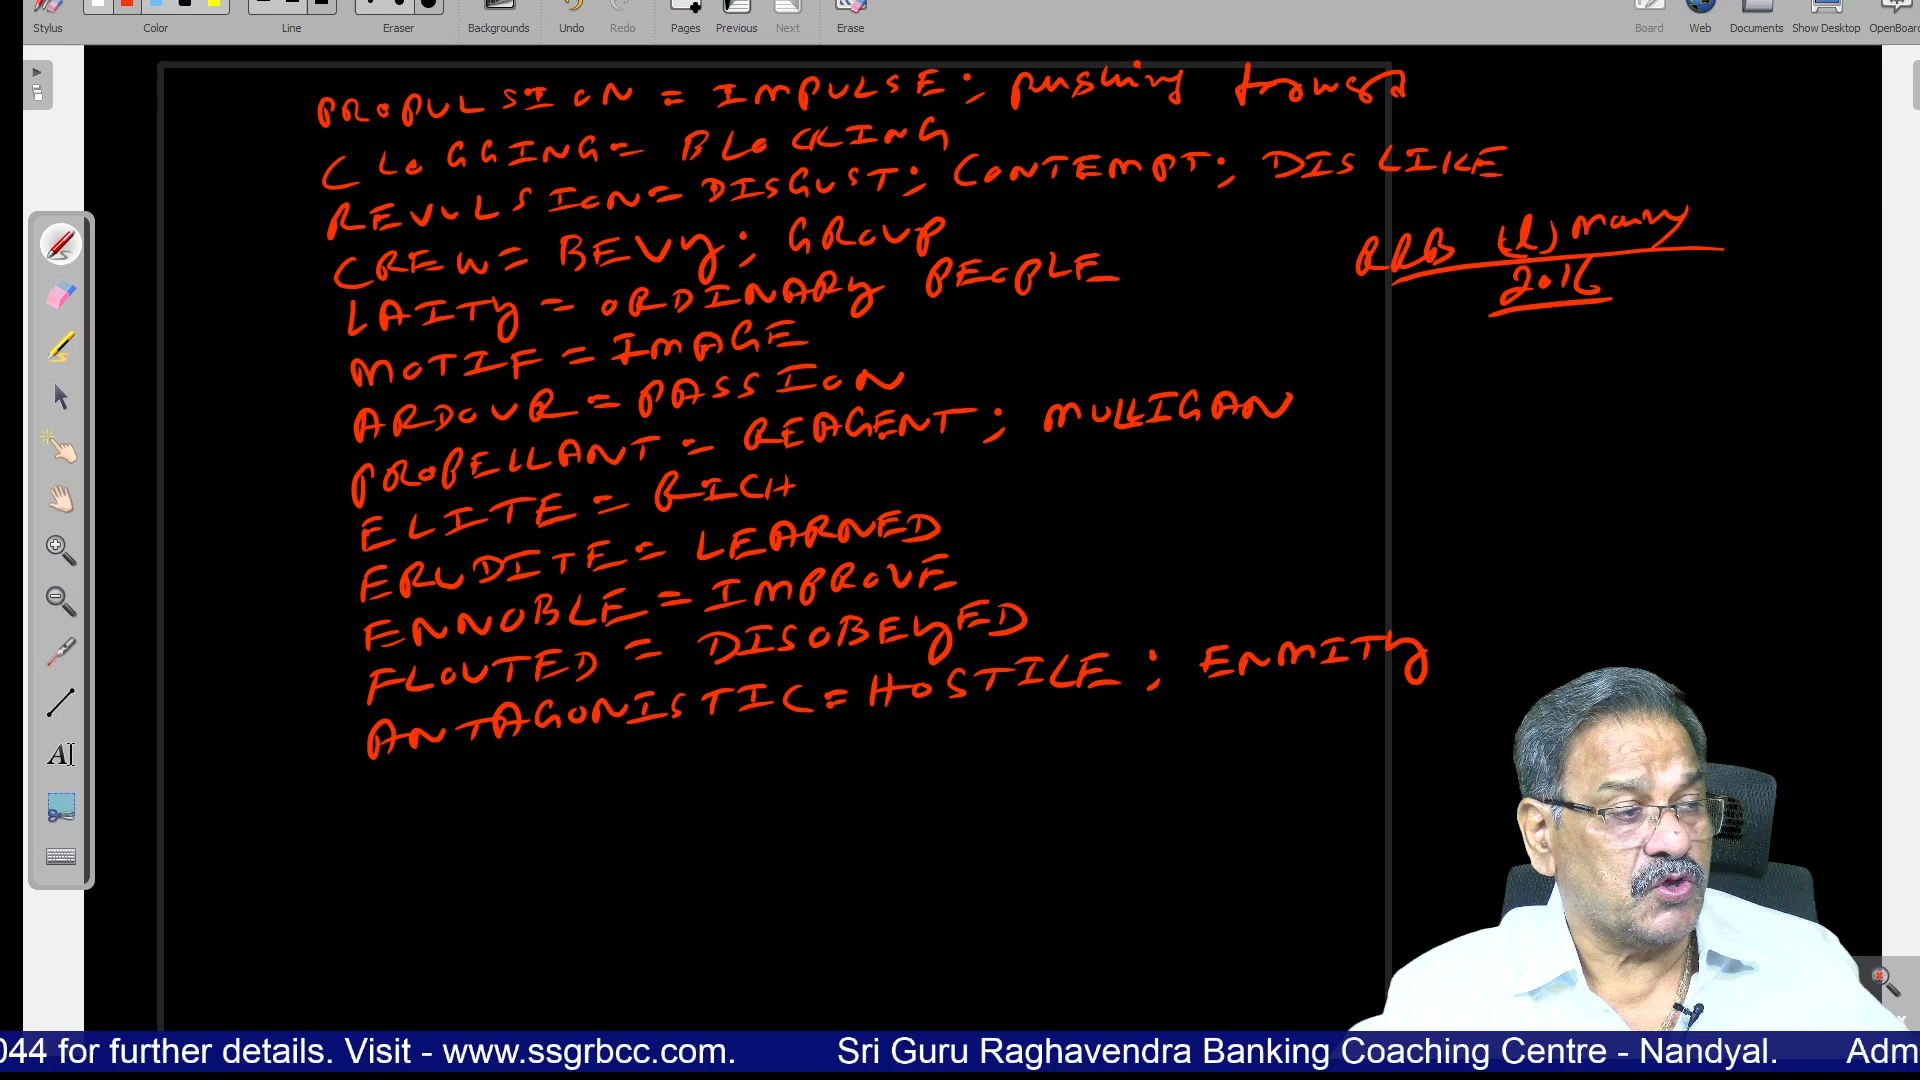 Stylus Color Line Eraser Backgrounds Undo Redo Pages Previous Next Erase Board Web Documents Show Desktop OpenBoard
PROPULSION = IMPULSE; pushing
CLOGGING = BLOCKING
REVULSION = DISGUST; CONTEMPT; DISLIKE
CREW = BEVY; GROUP
LAITY = ORDINARY PEOPLE
MOTIF = IMAGE
ARDOUR = PASSION
PROPELLANT = REAGENT; MULLIGAN
ELITE = RICH
ERUDITE = LEARNED
ENNOBLE = IMPROVE
FLOUTED = DISOBEYED
ANTAGONISTIC = HOSTILE; ENMITY
RRB
2016
A
044 for further details. Visit - www.ssgrbcc.com. Sri Guru Raghavendra Banking Coaching Centre - Nandyal. Adm